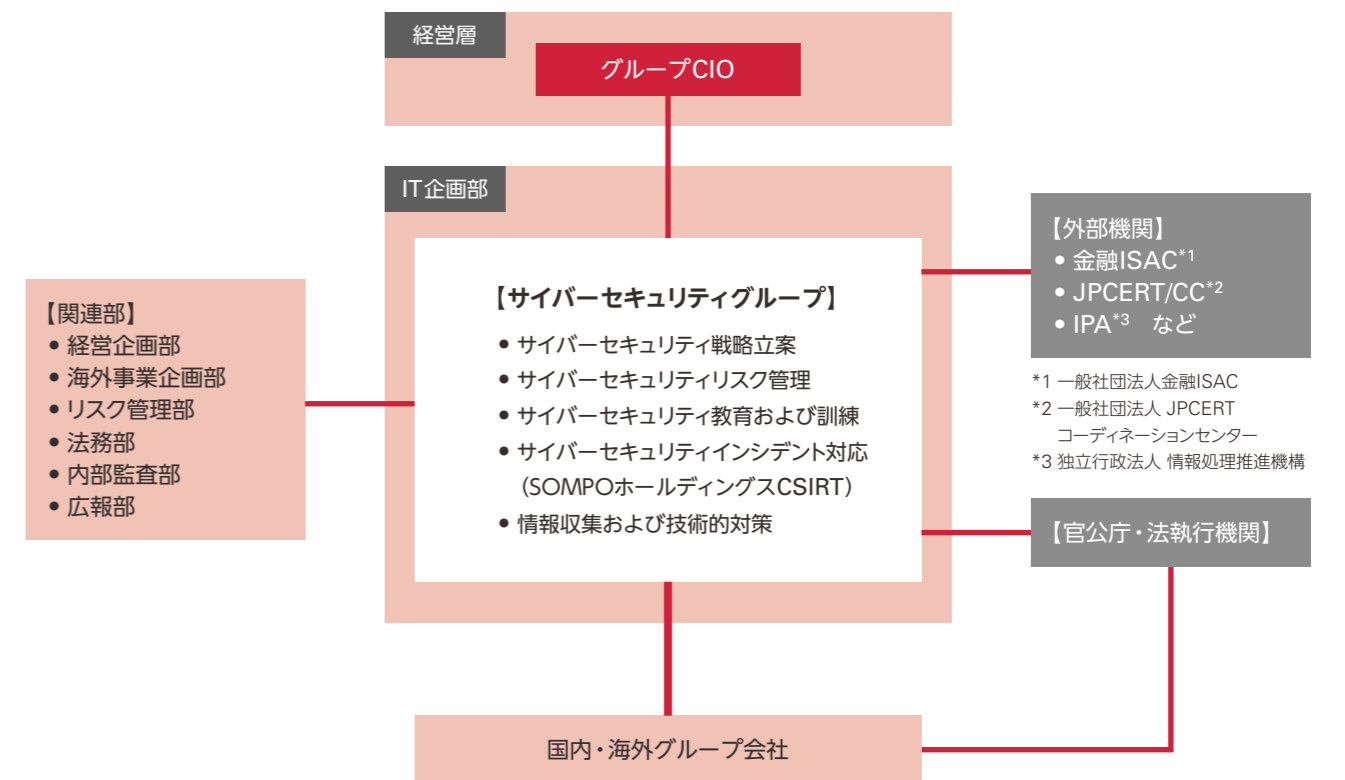 経営層
グループCIO
IT企画部
【サイバーセキュリティグループ】
• サイバーセキュリティ戦略立案
• サイバーセキュリティリスク管理
• サイバーセキュリティ教育および訓練
• サイバーセキュリティインシデント対応
（SOMPOホールディングスCSIRT）
• 情報収集および技術的対策
【関連部】
• 経営企画部
• 海外事業企画部
• リスク管理部
• 法務部
• 内部監査部
• 広報部
【外部機関】
• 金融ISAC*1
• JPCERT/CC*2
• IPA*3　など
*1 一般社団法人金融ISAC
*2 一般社団法人 JPCERT
コーディネーションセンター
*3 独立行政法人 情報処理推進機構
【官公庁・法執行機関】
国内・海外グループ会社